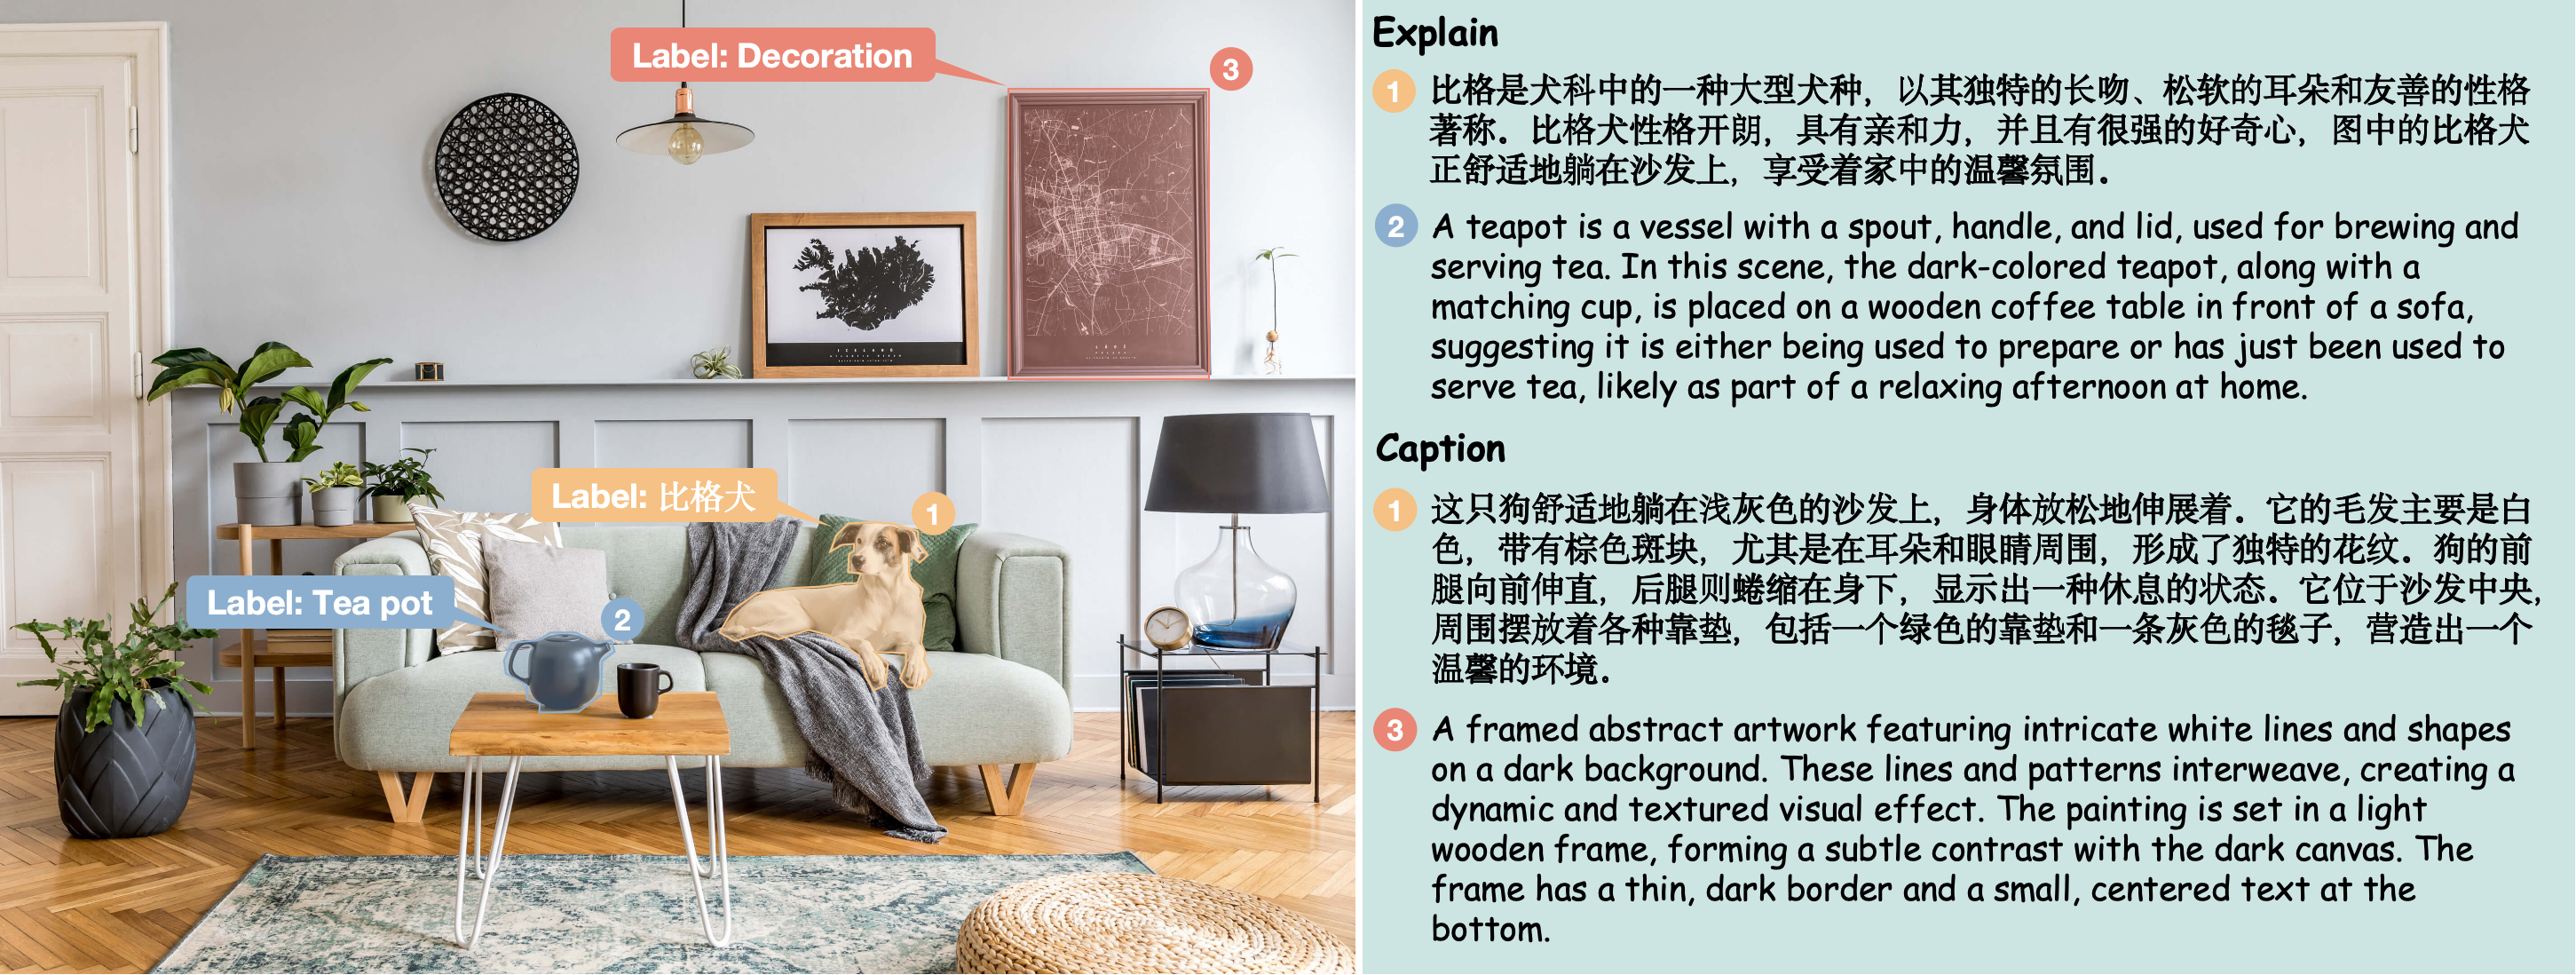 Label: Decoration
3
ICELAND
Label: 比格犬
1
Label: Tea pot
2
Explain
1 比格是犬科中的一种大型犬种，以其独特的长吻、松软的耳朵和友善的性格
著称。比格犬性格开朗，具有亲和力，并且有很强的好奇心，图中的比格犬
正舒适地躺在沙发上，享受着家中的温馨氛围。
2 A teapot is a vessel with a spout, handle, and lid, used for brewing and
serving tea. In this scene, the dark-colored teapot, along with a
matching cup, is placed on a wooden coffee table in front of a sofa,
suggesting it is either being used to prepare or has just been used to
serve tea, likely as part of a relaxing afternoon at home.
Caption
1 这只狗舒适地躺在浅灰色的沙发上，身体放松地伸展着。它的毛发主要是白
色，带有棕色斑块，尤其是在耳朵和眼睛周围，形成了独特的花纹。狗的前
腿向前伸直，后腿则蜷缩在身下，显示出一种休息的状态。它位于沙发中央，
周围摆放着各种靠垫，包括一个绿色的靠垫和一条灰色的毯子，营造出一个
温馨的环境。
3 A framed abstract artwork featuring intricate white lines and shapes
on a dark background. These lines and patterns interweave, creating a
dynamic and textured visual effect. The painting is set in a light
wooden frame, forming a subtle contrast with the dark canvas. The
frame has a thin, dark border and a small, centered text at the
bottom.